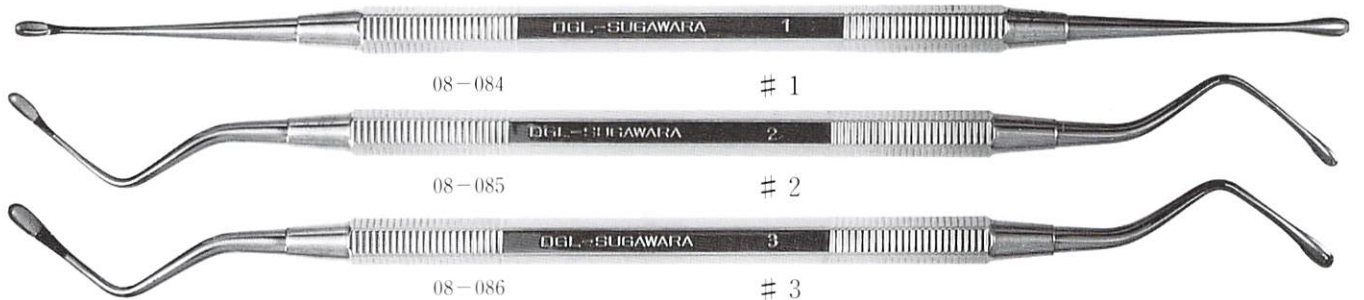 DGL-SUGAWARA 1
08-084 # 1
DGL-SUGAWARA 2
08-085 # 2
DGL-SUGAWARA 3
08-086 # 3